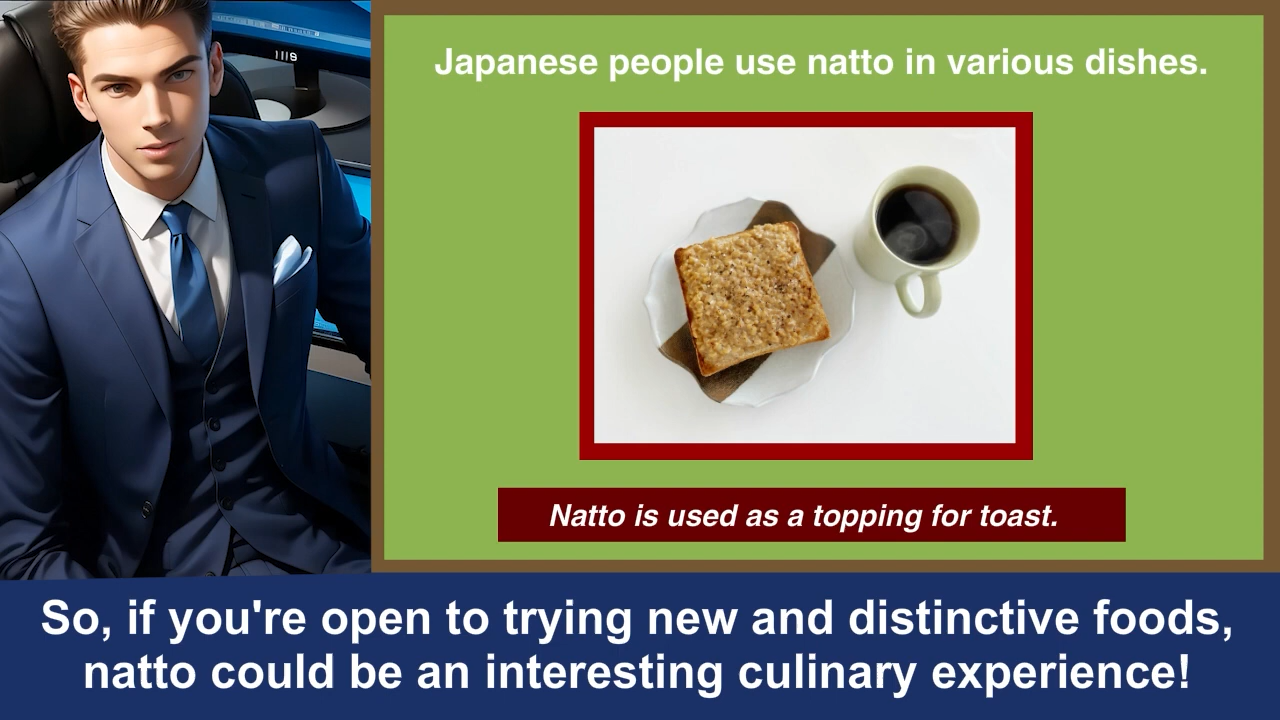 Japanese people use natto in various dishes.
Natto is used as a topping for toast.
So, if you're open to trying new and distinctive foods,
natto could be an interesting culinary experience!